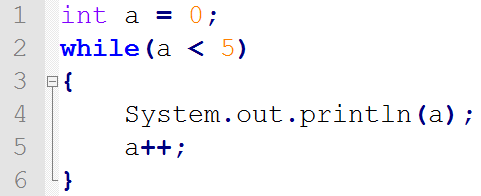 1 int a = 0;
2 while(a < 5)
3 {
4 System.out.println(a);
5 a++;
6 }